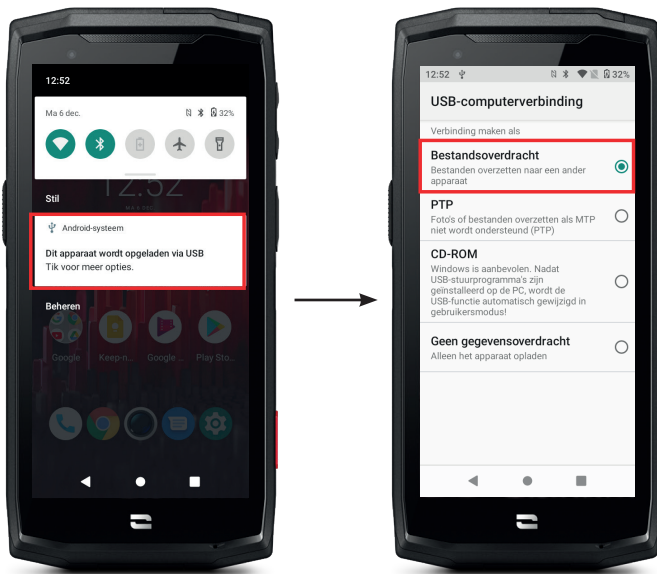 12:52
Ma 6 dec.
32%
12:52
Stil
Android-systeem
Dit apparaat wordt opgeladen via USB
Tik voor meer opties.
Beheren
Google
Keep-n...
Google ...
Play Sto...
12:52
32%
USB-computerverbinding
Verbinding maken als
Bestandsoverdracht
Bestanden overzetten naar een ander
apparaat
PTP
Foto's of bestanden overzetten als MTP
niet wordt ondersteund (PTP)
CD-ROM
Windows is aanbevolen. Nadat
USB-stuurprogramma's zijn
geïnstalleerd op de PC, wordt de
USB-functie automatisch gewijzigd in
gebruikersmodus!
Geen gegevensoverdracht
Alleen het apparaat opladen